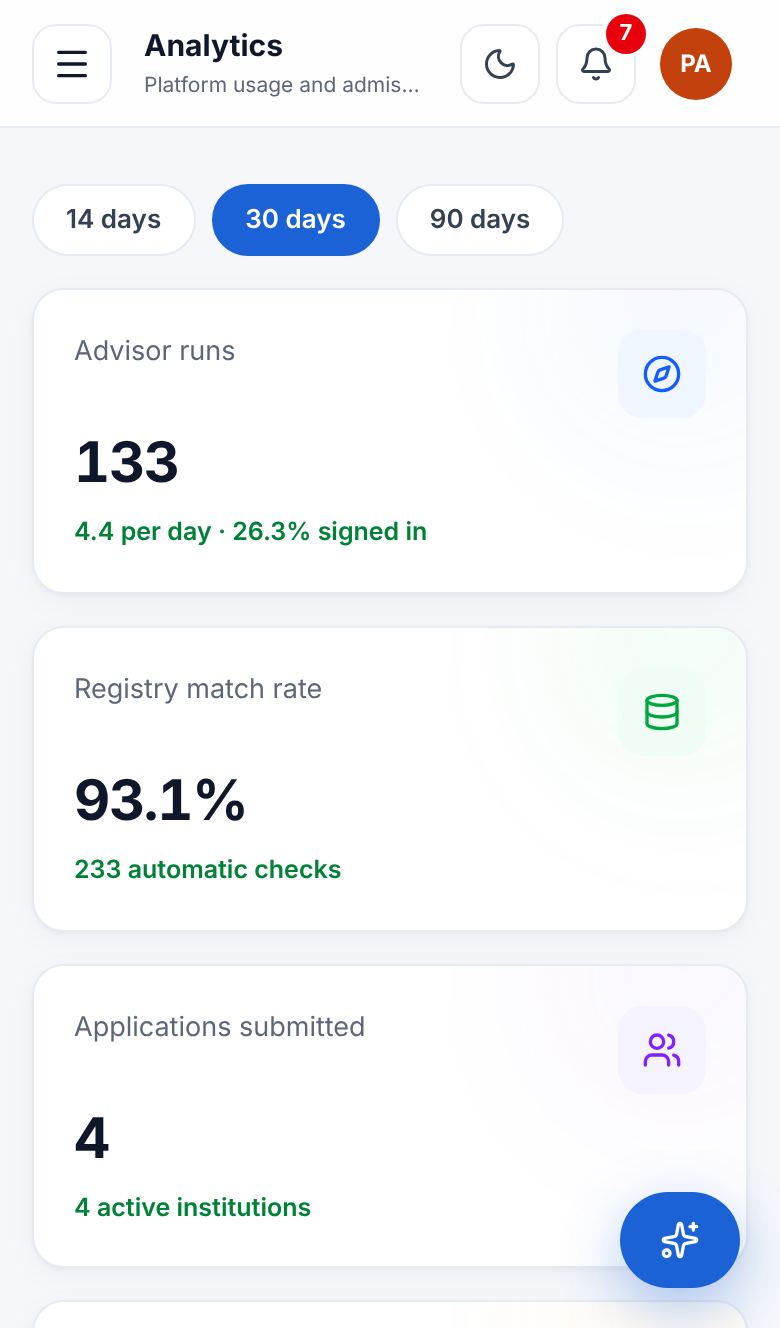 Analytics
Platform usage and admis...
7
PA
14 days
30 days
90 days
Advisor runs
133
4.4 per day · 26.3% signed in
Registry match rate
93.1%
233 automatic checks
Applications submitted
4
4 active institutions